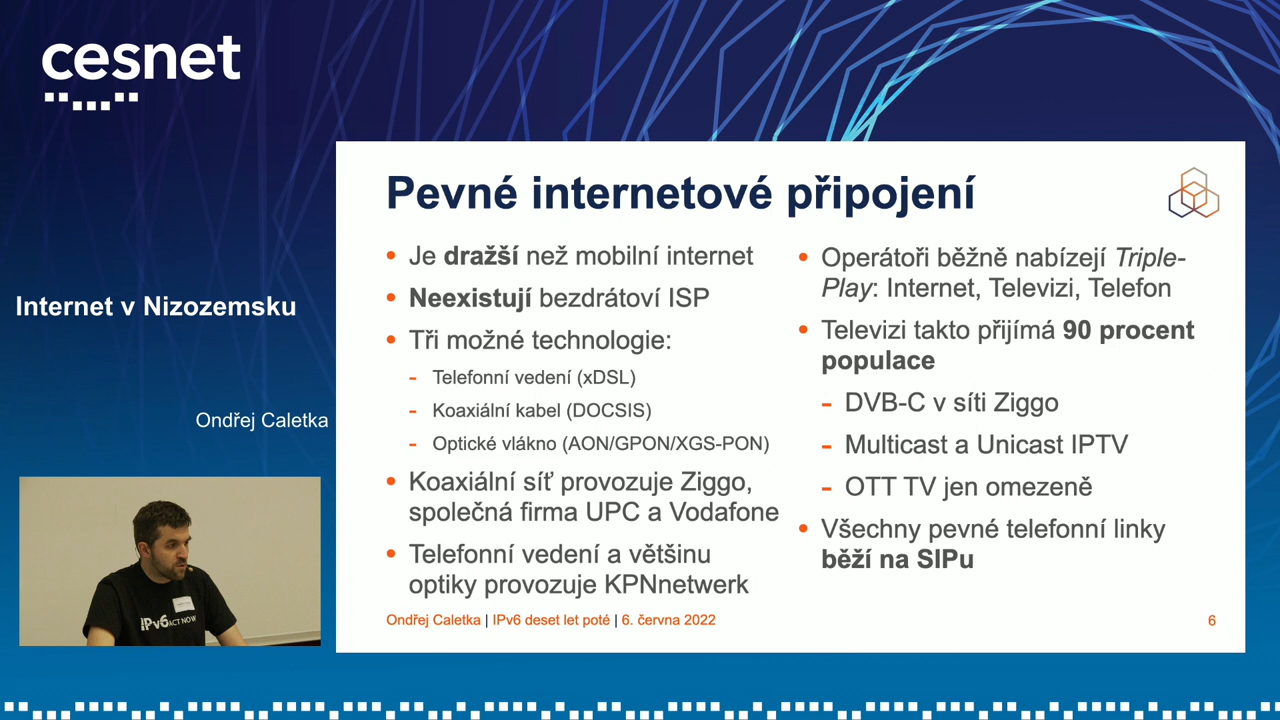 cesnet
Internet v Nizozemsku
Ondřej Caletka
IPv6 ACT NOW
Pevné internetové připojení
• Je dražší než mobilní internet
• Neexistují bezdrátoví ISP
• Tři možné technologie:
- Telefonní vedení (xDSL)
- Koaxiální kabel (DOCSIS)
- Optické vlákno (AON/GPON/XGS-PON)
• Koaxiální síť provozuje Ziggo,
společná firma UPC a Vodafone
• Telefonní vedení a většinu
optiky provozuje KPNnetwerk
• Operátoři běžně nabízejí Triple-
Play: Internet, Televizi, Telefon
• Televizi takto přijímá 90 procent
populace
- DVB-C v síti Ziggo
- Multicast a Unicast IPTV
- OTT TV jen omezeně
• Všechny pevné telefonní linky
běží na SIPu
Ondřej Caletka | IPv6 deset let poté | 6. června 2022
6